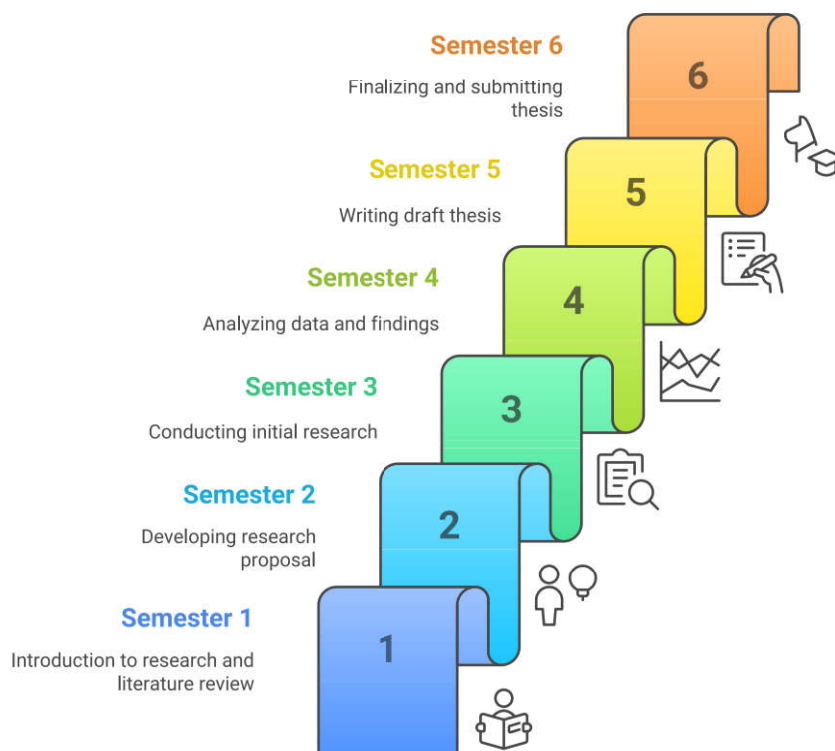 Semester 6
6
Finalizing and submitting
thesis
Semester 5
5
Writing draft thesis
Semester 4
4
Analyzing data and findings
Semester 3
3
Conducting initial research
Semester 2
2
Developing research
proposal
Semester 1
1
Introduction to research and
literature review